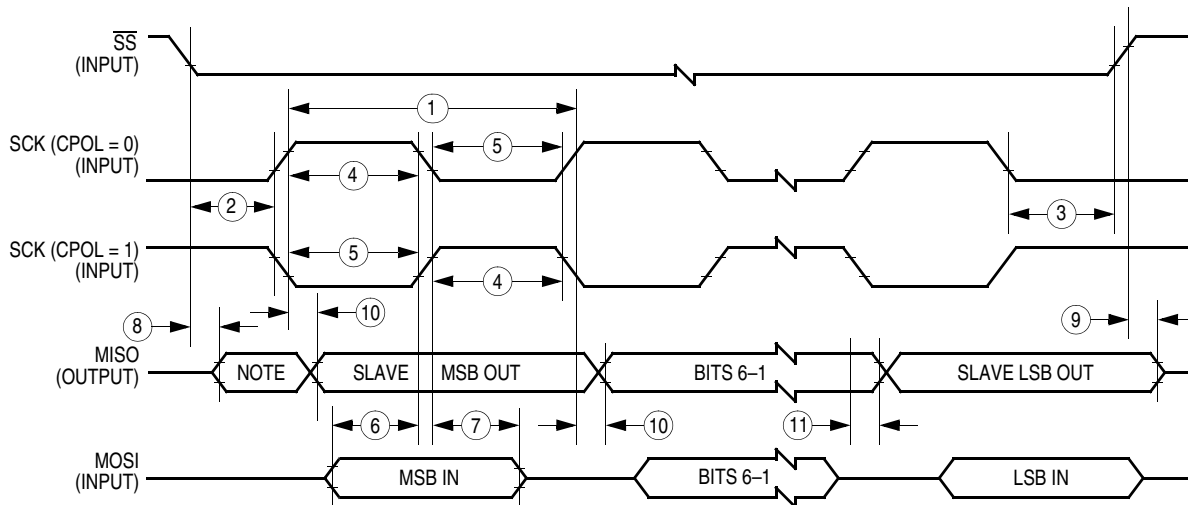 SS
(INPUT)
1
SCK (CPOL = 0)
(INPUT)
5
4
2
3
SCK (CPOL = 1)
(INPUT)
5
4
8
10
9
MISO
(OUTPUT)
NOTE
SLAVE MSB OUT
BITS 6–1
SLAVE LSB OUT
6
7
10
11
MOSI
(INPUT)
MSB IN
BITS 6–1
LSB IN